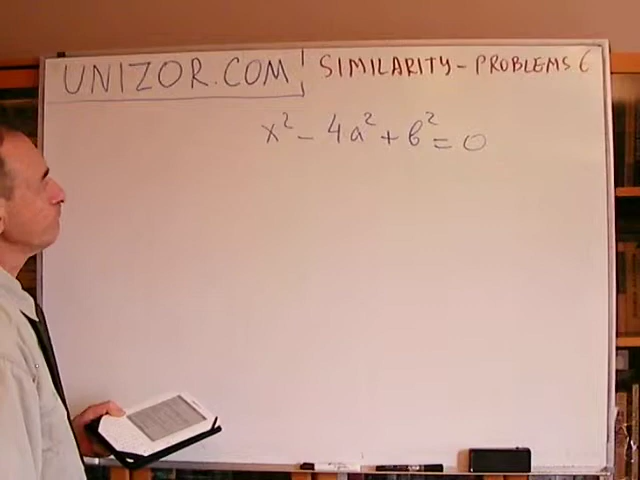 UNIZOR.COM
SIMILARITY - PROBLEMS 6
x² - 4a² + b² = 0